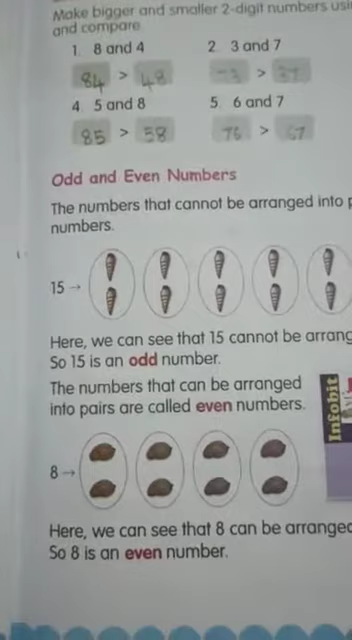 Make bigger and smaller 2-digit numbers usi
and compare
1. 8 and 4
2. 3 and 7
84 > 48
73 > 37
4. 5 and 8
5. 6 and 7
85 > 58
76 > 67
Odd and Even Numbers
The numbers that cannot be arranged into p
numbers.
15 →
Here, we can see that 15 cannot be arrang
So 15 is an odd number.
The numbers that can be arranged
into pairs are called even numbers.
Infobit
8 →
Here, we can see that 8 can be arranged
So 8 is an even number.